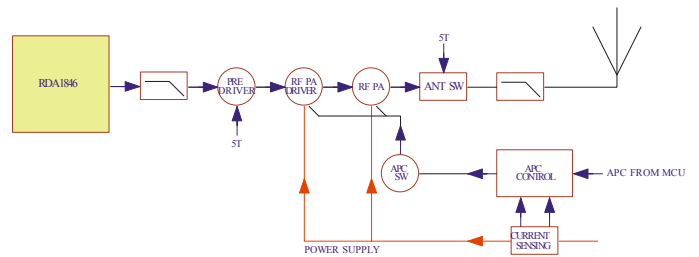 5T
RDA1846
PRE
DRIVER
RF PA
DRIVER
RF PA
ANT SW
5T
APC
SW
APC
CONTROL
APC FROM MCU
CURRENT
SENSING
POWER SUPPLY